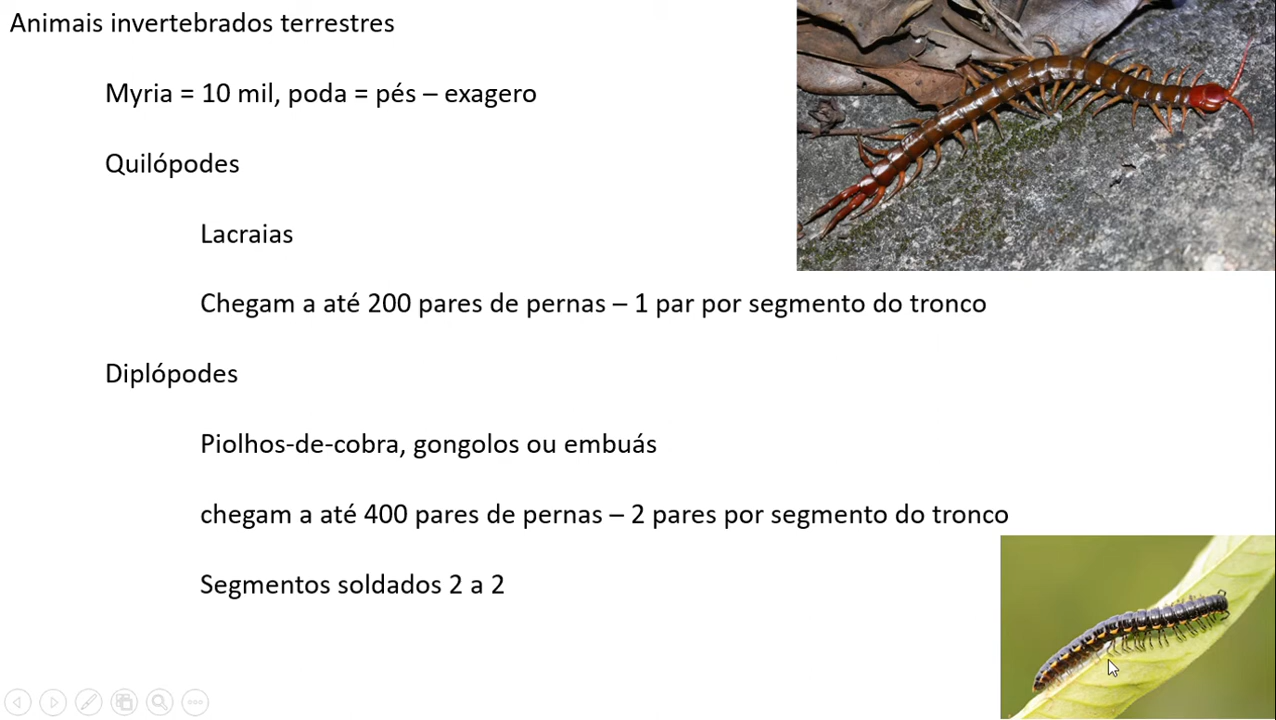 Animais invertebrados terrestres
Myria = 10 mil, poda = pés – exagero
Quilópodes
Lacraias
Chegam a até 200 pares de pernas – 1 par por segmento do tronco
Diplópodes
Piolhos-de-cobra, gongolos ou embuás
chegam a até 400 pares de pernas – 2 pares por segmento do tronco
Segmentos soldados 2 a 2